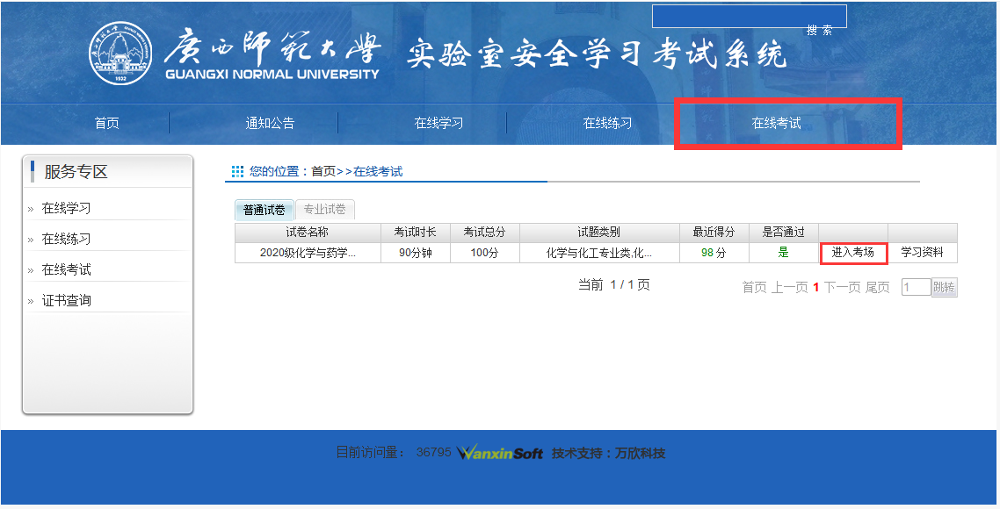 搜 索
廣西師範大學 实验室安全学习考试系统
GUANGXI NORMAL UNIVERSITY
1932
首页 通知公告 在线学习 在线练习 在线考试
服务专区
» 在线学习
» 在线练习
» 在线考试
» 证书查询
您的位置：首页>>在线考试
普通试卷 专业试卷
试卷名称 考试时长 考试总分 试题类别 最近得分 是否通过
2020级化学与药学... 90分钟 100分 化学与化工专业类,化... 98 分 是 进入考场 学习资料
当前 1 / 1 页 首页 上一页 1 下一页 尾页 1 跳转
目前访问量： 36795 WanxinSoft 技术支持：万欣科技